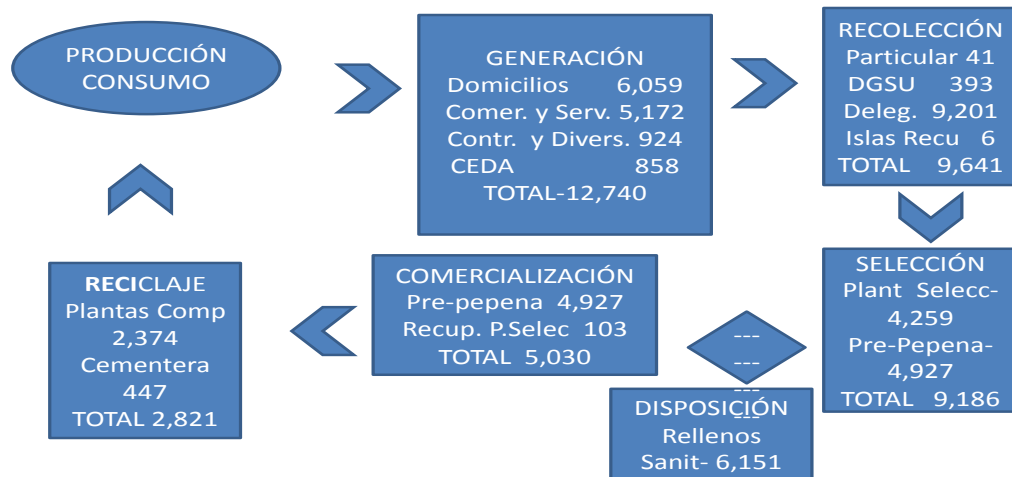 PRODUCCIÓN
CONSUMO
GENERACIÓN
Domicilios 6,059
Comer. y Serv. 5,172
Contr. y Divers. 924
CEDA 858
TOTAL-12,740
RECOLECCIÓN
Particular 41
DGSU 393
Deleg. 9,201
Islas Recu 6
TOTAL 9,641
RECICLAJE
Plantas Comp
2,374
Cementera
447
TOTAL 2,821
COMERCIALIZACIÓN
Pre-pepena 4,927
Recup. P.Selec 103
TOTAL 5,030
---
---
---
---
DISPOSICIÓN
Rellenos
Sanit- 6,151
SELECCIÓN
Plant Selecc-
4,259
Pre-Pepena-
4,927
TOTAL 9,186